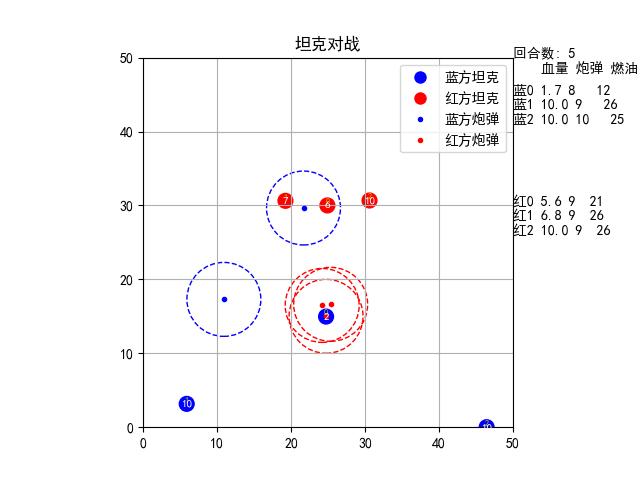 坦克对战
回合数: 5
血量 炮弹 燃油
蓝0 1.7 8 12
蓝1 10.0 9 26
蓝2 10.0 10 25
红0 5.6 9 21
红1 6.8 9 26
红2 10.0 9 26
蓝方坦克
红方坦克
蓝方炮弹
红方炮弹
50
40
30
20
10
0
7
6
10
2
10
10
0 10 20 30 40 50